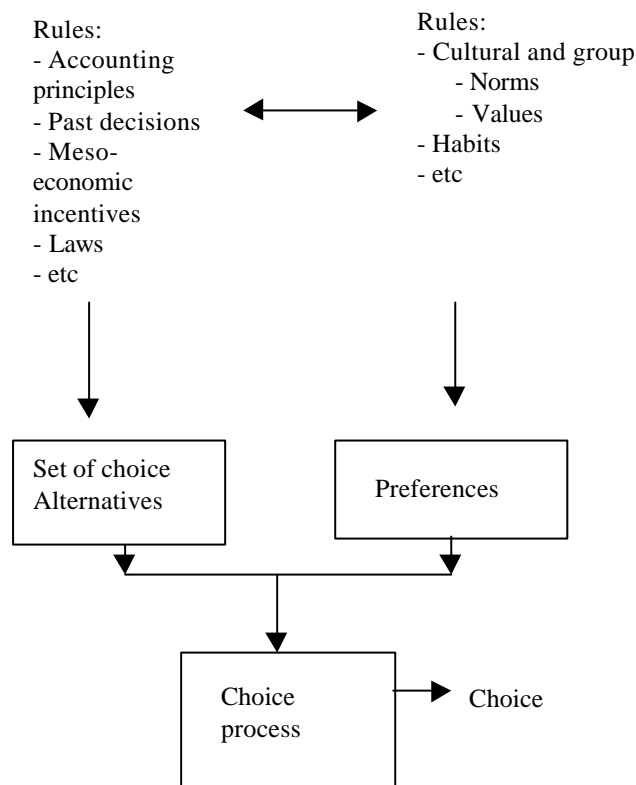 Rules:
- Accounting
principles
- Past decisions
- Meso-
economic
incentives
- Laws
- etc
Rules:
- Cultural and group
- Norms
- Values
- Habits
- etc
Set of choice
Alternatives
Preferences
Choice
process
Choice